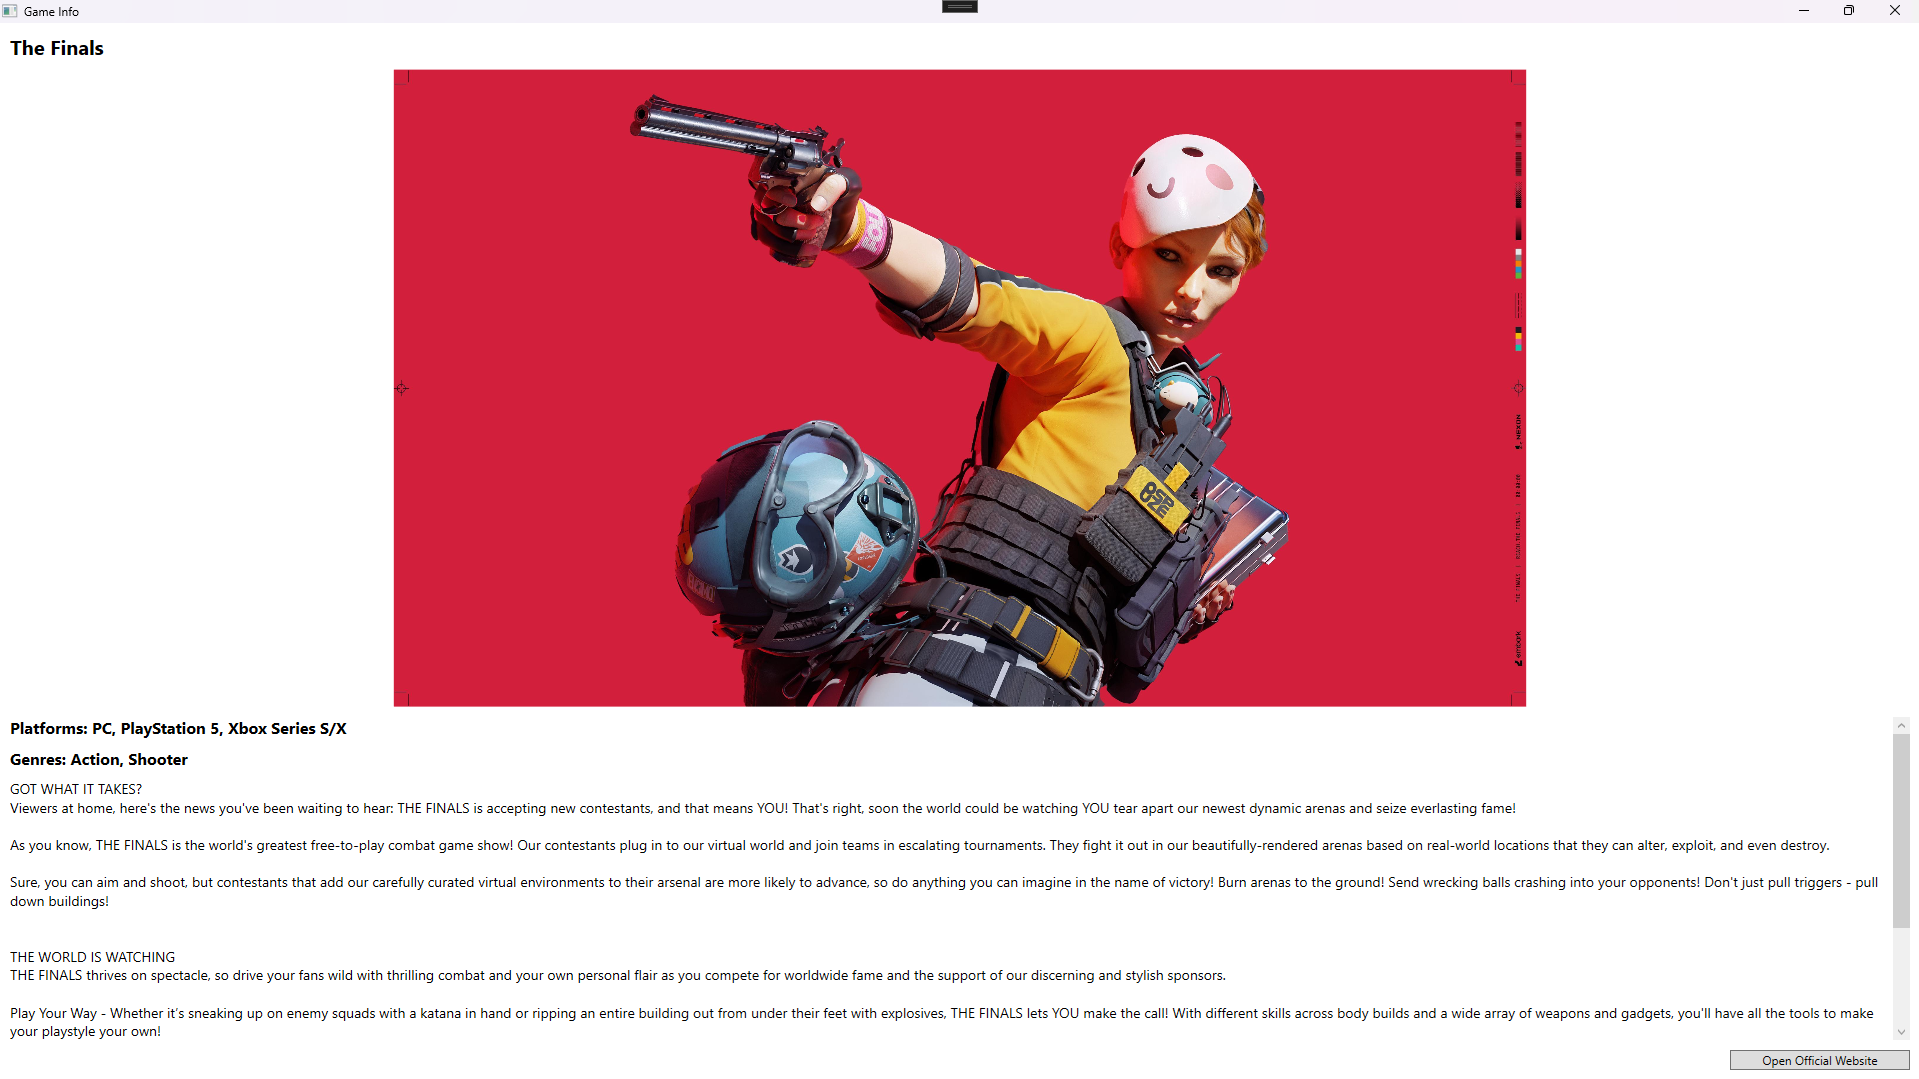 Game Info
The Finals
NEXON
OSPUZE
embark
Platforms: PC, PlayStation 5, Xbox Series S/X
Genres: Action, Shooter
GOT WHAT IT TAKES?
Viewers at home, here's the news you've been waiting to hear: THE FINALS is accepting new contestants, and that means YOU! That's right, soon the world could be watching YOU tear apart our newest dynamic arenas and seize everlasting fame!
As you know, THE FINALS is the world's greatest free-to-play combat game show! Our contestants plug in to our virtual world and join teams in escalating tournaments. They fight it out in our beautifully-rendered arenas based on real-world locations that they can alter, exploit, and even destroy.
Sure, you can aim and shoot, but contestants that add our carefully curated virtual environments to their arsenal are more likely to advance, so do anything you can imagine in the name of victory! Burn arenas to the ground! Send wrecking balls crashing into your opponents! Don't just pull triggers - pull
down buildings!
THE WORLD IS WATCHING
THE FINALS thrives on spectacle, so drive your fans wild with thrilling combat and your own personal flair as you compete for worldwide fame and the support of our discerning and stylish sponsors.
Play Your Way - Whether it’s sneaking up on enemy squads with a katana in hand or ripping an entire building out from under their feet with explosives, THE FINALS lets YOU make the call! With different skills across body builds and a wide array of weapons and gadgets, you'll have all the tools to make
your playstyle your own!
Open Official Website